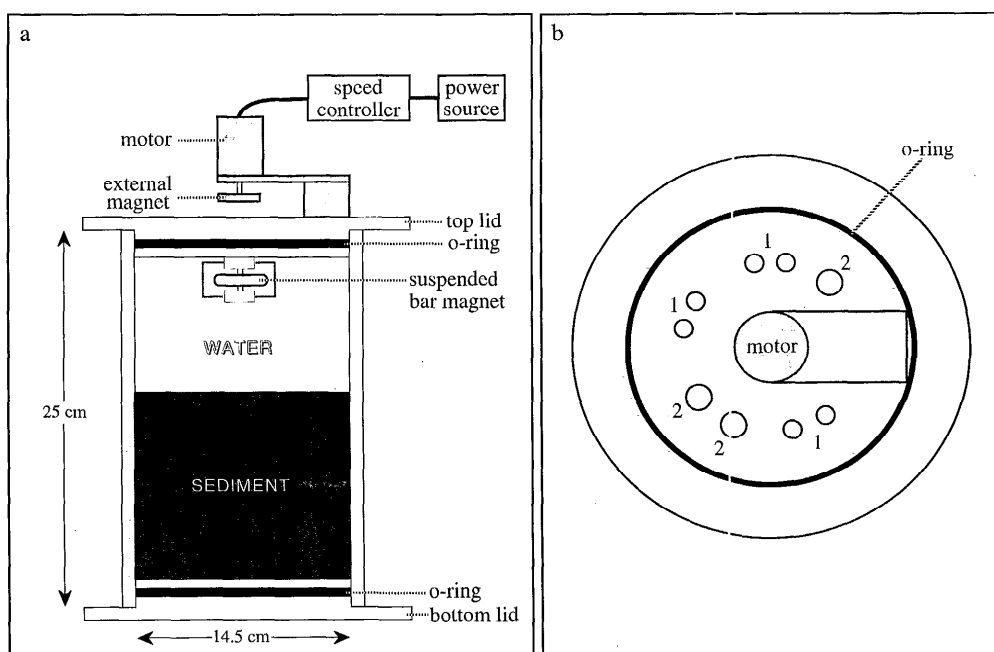 a
speed
controller
power
source
motor
external
magnet
top lid
o-ring
suspended
bar magnet
WATER
25 cm
SEDIMENT
o-ring
bottom lid
14.5 cm
b
o-ring
1
2
1
motor
2
2
1